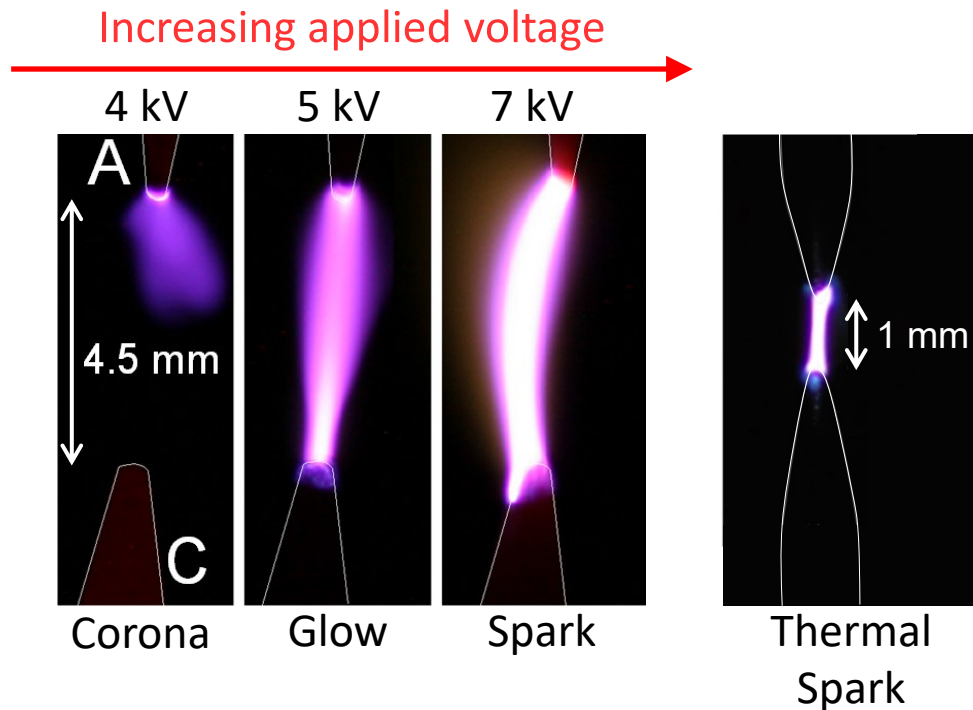 Increasing applied voltage
4 kV
5 kV
7 kV
A
4.5 mm
1 mm
C
Corona
Glow
Spark
Thermal
Spark